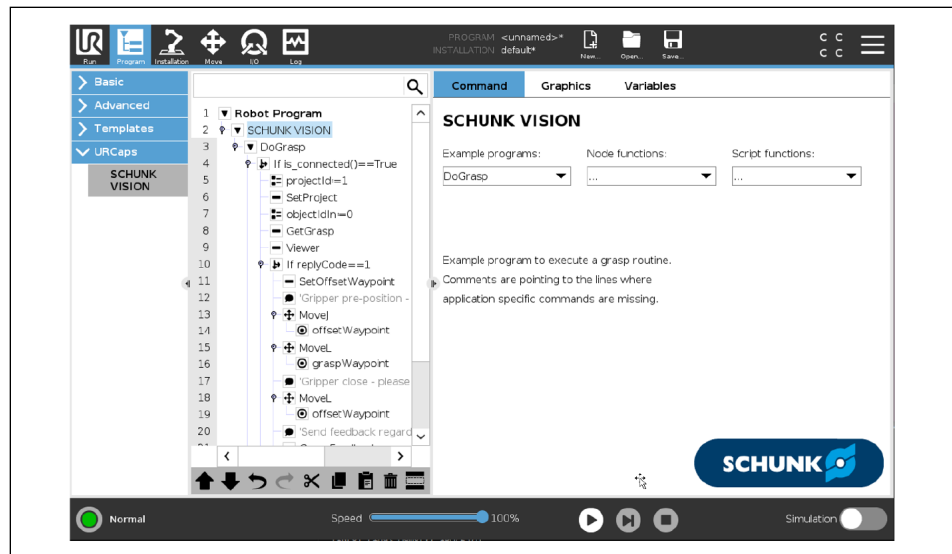 PROGRAM <unnamed>*
INSTALLATION default*
C C
C C
Run Program Installation Move I/O Log New... Open... Save...
Basic
Advanced
Templates
URCaps
SCHUNK
VISION
1 Robot Program
2 SCHUNK VISION
3 DoGrasp
4 If is_connected()==True
5 projectId:=1
6 SetProject
7 objectIdIn:=0
8 GetGrasp
9 Viewer
10 If replyCode==1
11 SetOffsetWaypoint
12 'Gripper pre-position -
13 MoveJ
14 offsetWaypoint
15 MoveL
16 graspWaypoint
17 'Gripper close - please
18 MoveL
19 offsetWaypoint
20 'Send feedback regard
Command Graphics Variables
SCHUNK VISION
Example programs: Node functions: Script functions:
DoGrasp ... ...
Example program to execute a grasp routine.
Comments are pointing to the lines where
application specific commands are missing.
SCHUNK
Normal
Speed 100%
Simulation